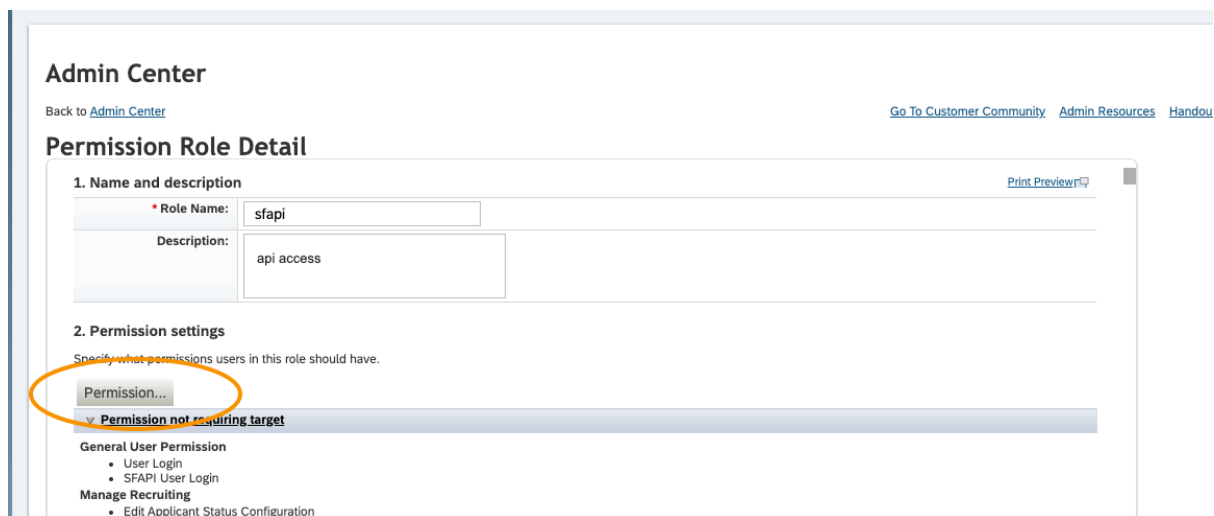 Admin Center
Back to Admin Center Go To Customer Community Admin Resources Handou
Permission Role Detail
1. Name and description Print Preview
* Role Name: sfapi
Description: api access
2. Permission settings
Specify what permissions users in this role should have.
Permission...
Permission not requiring target
General User Permission
• User Login
• SFAPI User Login
Manage Recruiting
• Edit Applicant Status Configuration